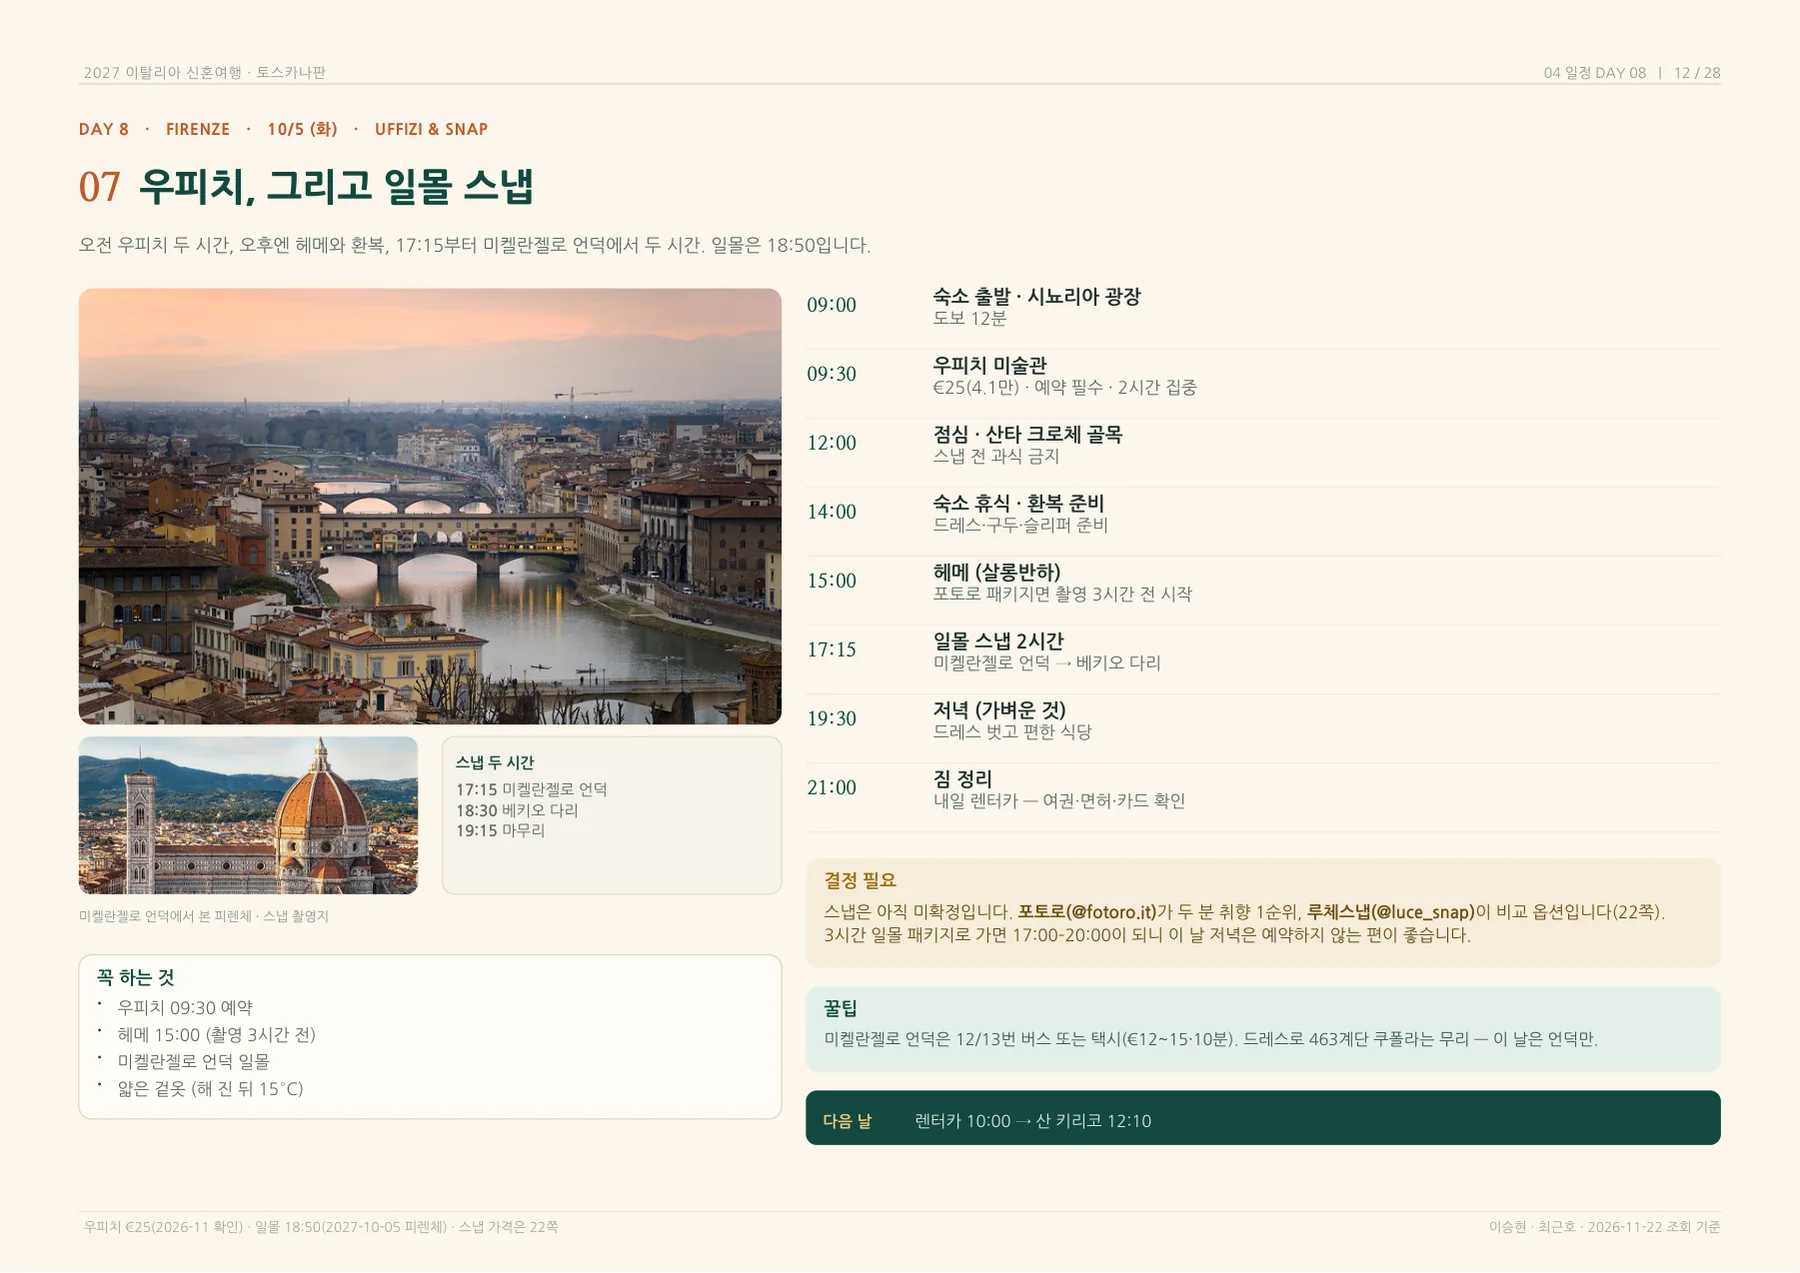 2027 이탈리아 신혼여행 · 토스카나판
04 일정 DAY 08 | 12 / 28
DAY 8 · FIRENZE · 10/5 (화) · UFFIZI & SNAP
07 우피치, 그리고 일몰 스냅
오전 우피치 두 시간, 오후엔 헤메와 환복, 17:15부터 미켈란젤로 언덕에서 두 시간. 일몰은 18:50입니다.
09:00 숙소 출발 · 시뇨리아 광장
도보 12분
09:30 우피치 미술관
€25(4.1만) · 예약 필수 · 2시간 집중
12:00 점심 · 산타 크로체 골목
스냅 전 과식 금지
14:00 숙소 휴식 · 환복 준비
드레스·구두·슬리퍼 준비
15:00 헤메 (살롱반하)
포토로 패키지면 촬영 3시간 전 시작
17:15 일몰 스냅 2시간
미켈란젤로 언덕 → 베키오 다리
19:30 저녁 (가벼운 것)
드레스 벗고 편한 식당
21:00 짐 정리
내일 렌터카 — 여권·면허·카드 확인
스냅 두 시간
17:15 미켈란젤로 언덕
18:30 베키오 다리
19:15 마무리
미켈란젤로 언덕에서 본 피렌체 · 스냅 촬영지
꼭 하는 것
· 우피치 09:30 예약
· 헤메 15:00 (촬영 3시간 전)
· 미켈란젤로 언덕 일몰
· 얇은 겉옷 (해 진 뒤 15°C)
결정 필요
스냅은 아직 미확정입니다. 포토로(@fotoro.it)가 두 분 취향 1순위, 루체스냅(@luce_snap)이 비교 옵션입니다(22쪽).
3시간 일몰 패키지로 가면 17:00-20:00이 되니 이 날 저녁은 예약하지 않는 편이 좋습니다.
꿀팁
미켈란젤로 언덕은 12/13번 버스 또는 택시(€12~15·10분). 드레스로 463계단 쿠폴라는 무리 — 이 날은 언덕만.
다음 날 렌터카 10:00 → 산 키리코 12:10
우피치 €25(2026-11 확인) · 일몰 18:50(2027-10-05 피렌체) · 스냅 가격은 22쪽
이승현 · 최근호 · 2026-11-22 조회 기준